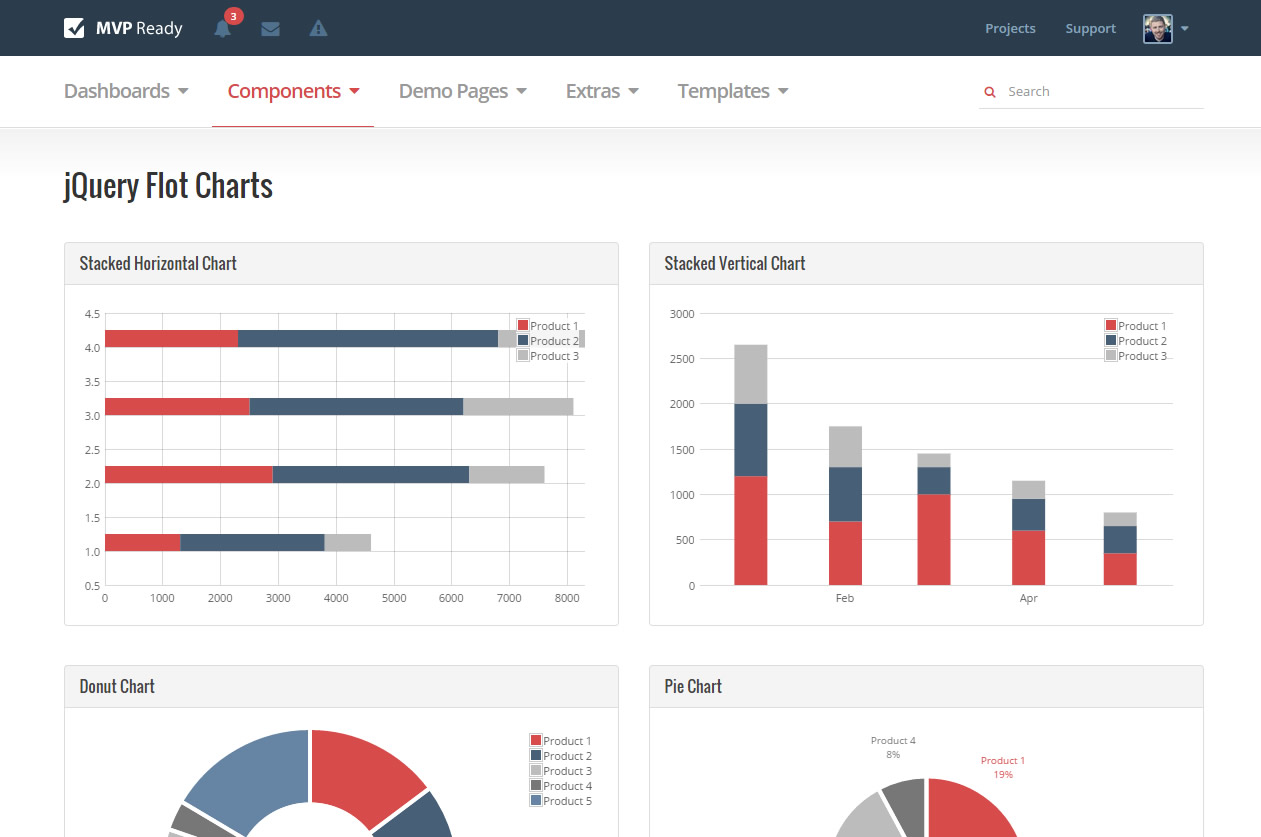 MVP Ready
3
Projects
Support
Dashboards
Components
Demo Pages
Extras
Templates
Search
jQuery Flot Charts
Stacked Horizontal Chart
4.5
4.0
3.5
3.0
2.5
2.0
1.5
1.0
0.5
0 1000 2000 3000 4000 5000 6000 7000 8000
Product 1
Product 2
Product 3
Stacked Vertical Chart
3000
2500
2000
1500
1000
500
0
Feb Apr
Product 1
Product 2
Product 3
Donut Chart
Product 1
Product 2
Product 3
Product 4
Product 5
Pie Chart
Product 4
8%
Product 1
19%